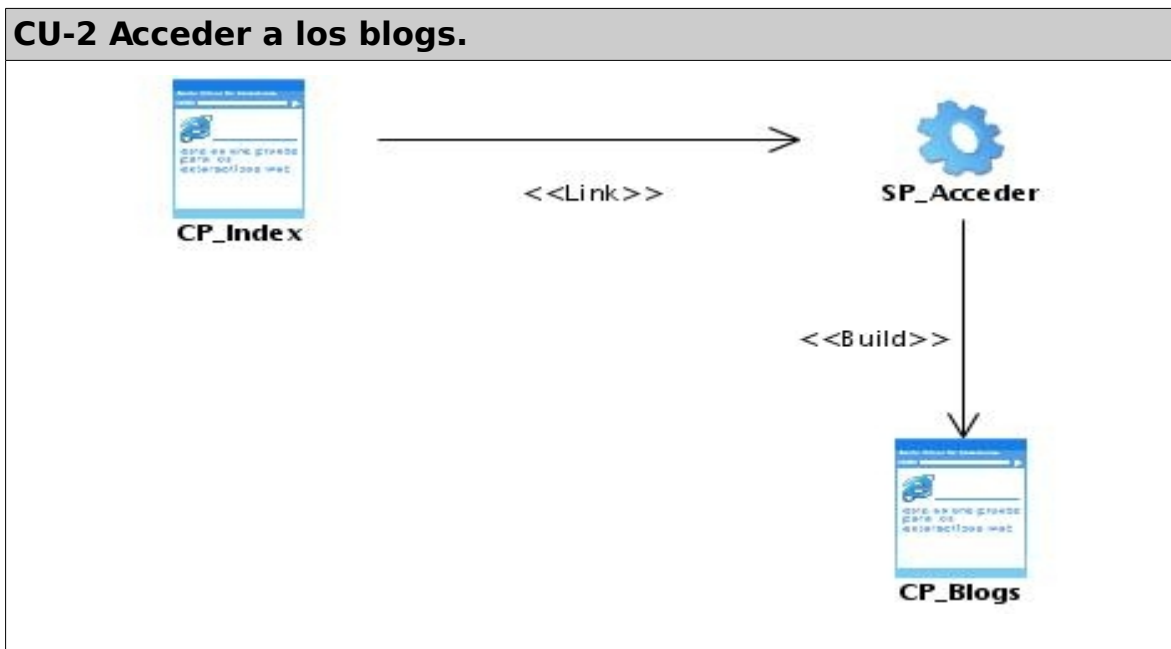 CU-2 Acceder a los blogs.
<<Link>>
SP_Acceder
CP_Index
<<Build>>
CP_Blogs